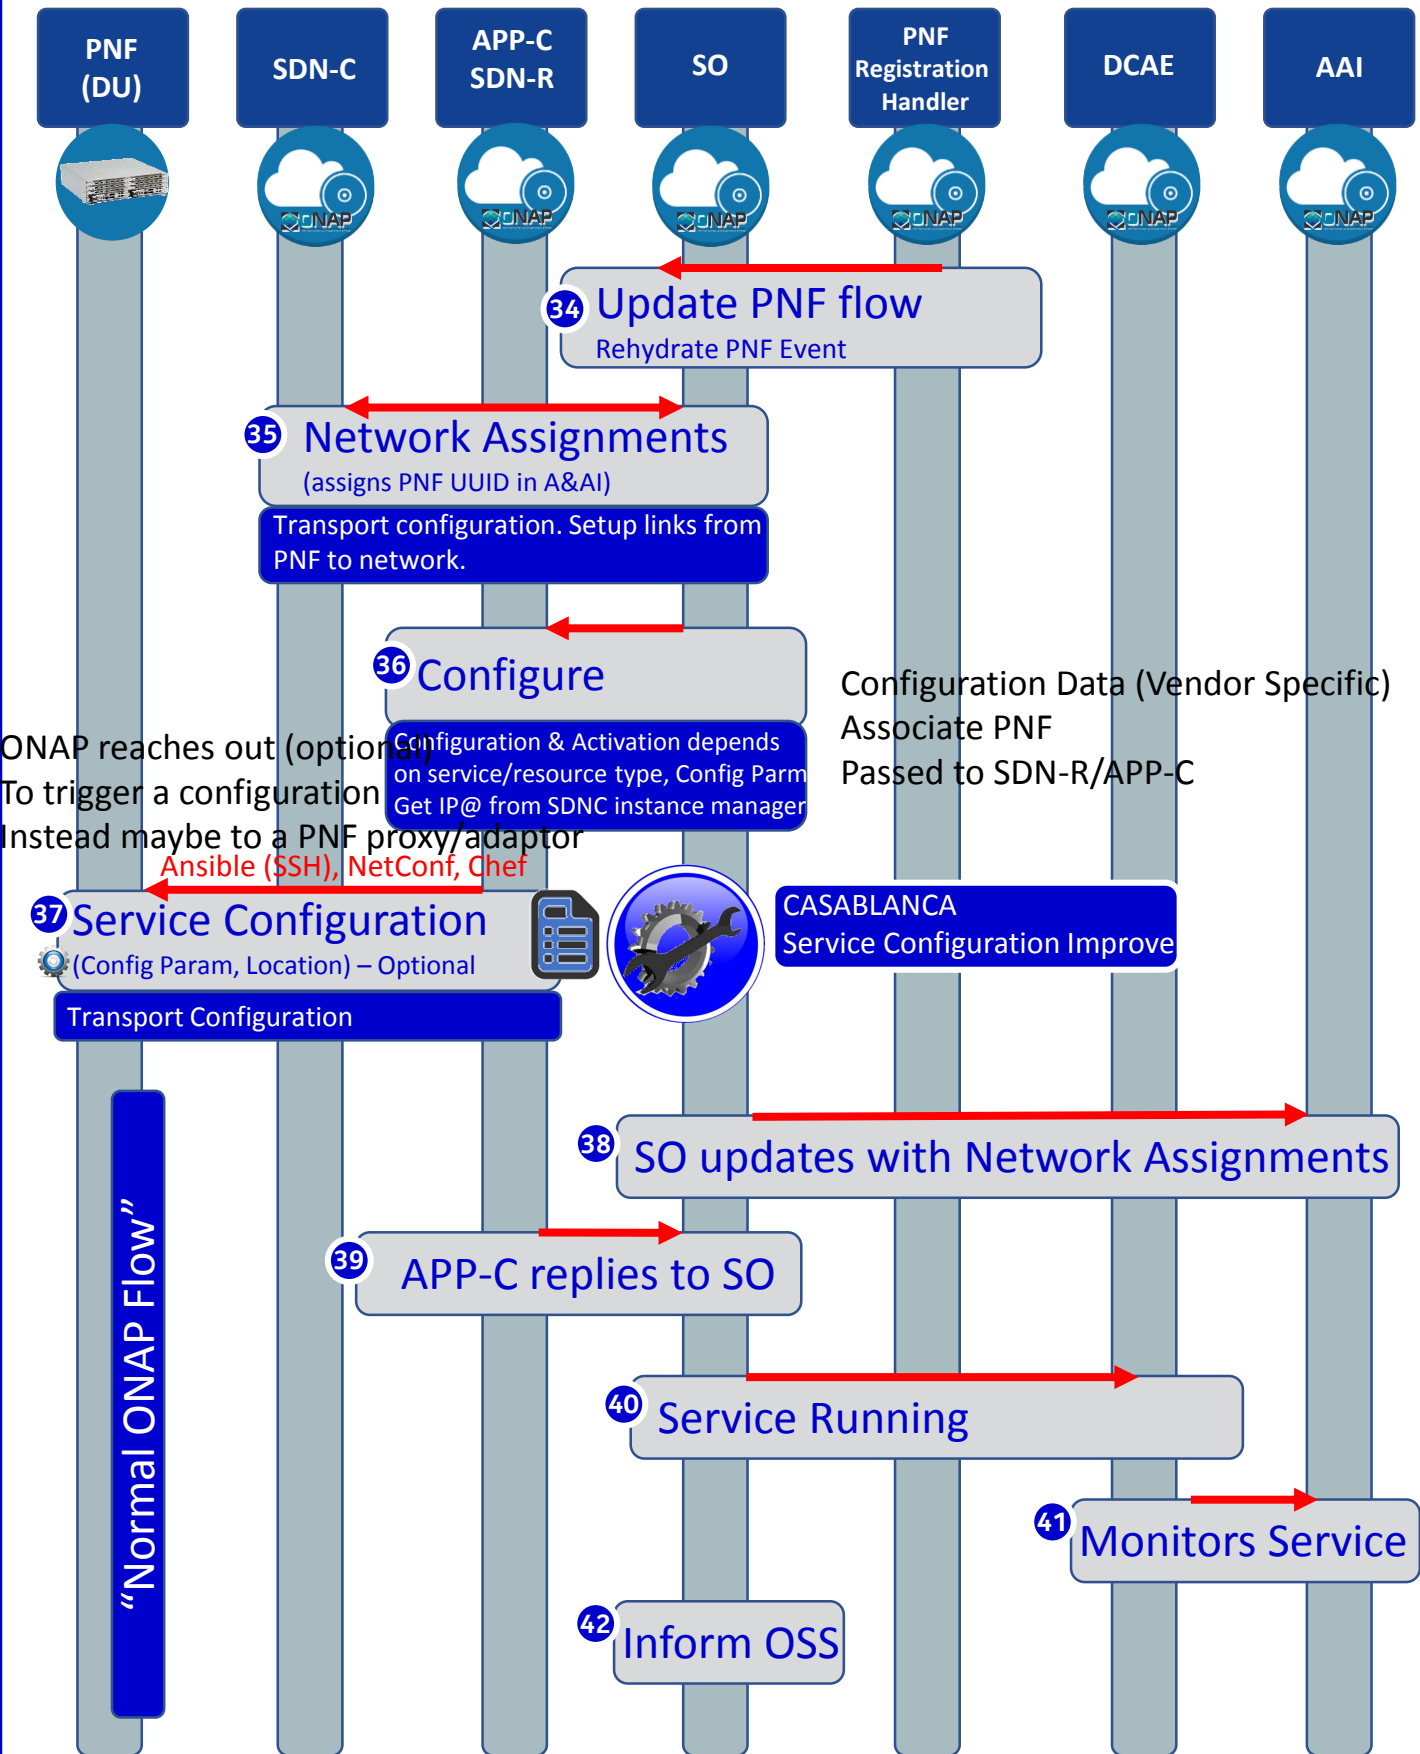 PNF
(DU)
SDN-C
APP-C
SDN-R
SO
PNF
Registration
Handler
DCAE
AAI
ONAP
ONAP
ONAP
ONAP
ONAP
ONAP
34
Update PNF flow
Rehydrate PNF Event
35
Network Assignments
(assigns PNF UUID in A&AI)
Transport configuration. Setup links from
PNF to network.
36
Configure
Configuration & Activation depends
on service/resource type, Config Parm
Get IP@ from SDNC instance manager
Configuration Data (Vendor Specific)
Associate PNF
Passed to SDN-R/APP-C
ONAP reaches out (optional)
To trigger a configuration
Instead maybe to a PNF proxy/adaptor
Ansible (SSH), NetConf, Chef
37
Service Configuration
(Config Param, Location) – Optional
Transport Configuration
CASABLANCA
Service Configuration Improve
“Normal ONAP Flow”
38
SO updates with Network Assignments
39
APP-C replies to SO
40
Service Running
41
Monitors Service
42
Inform OSS